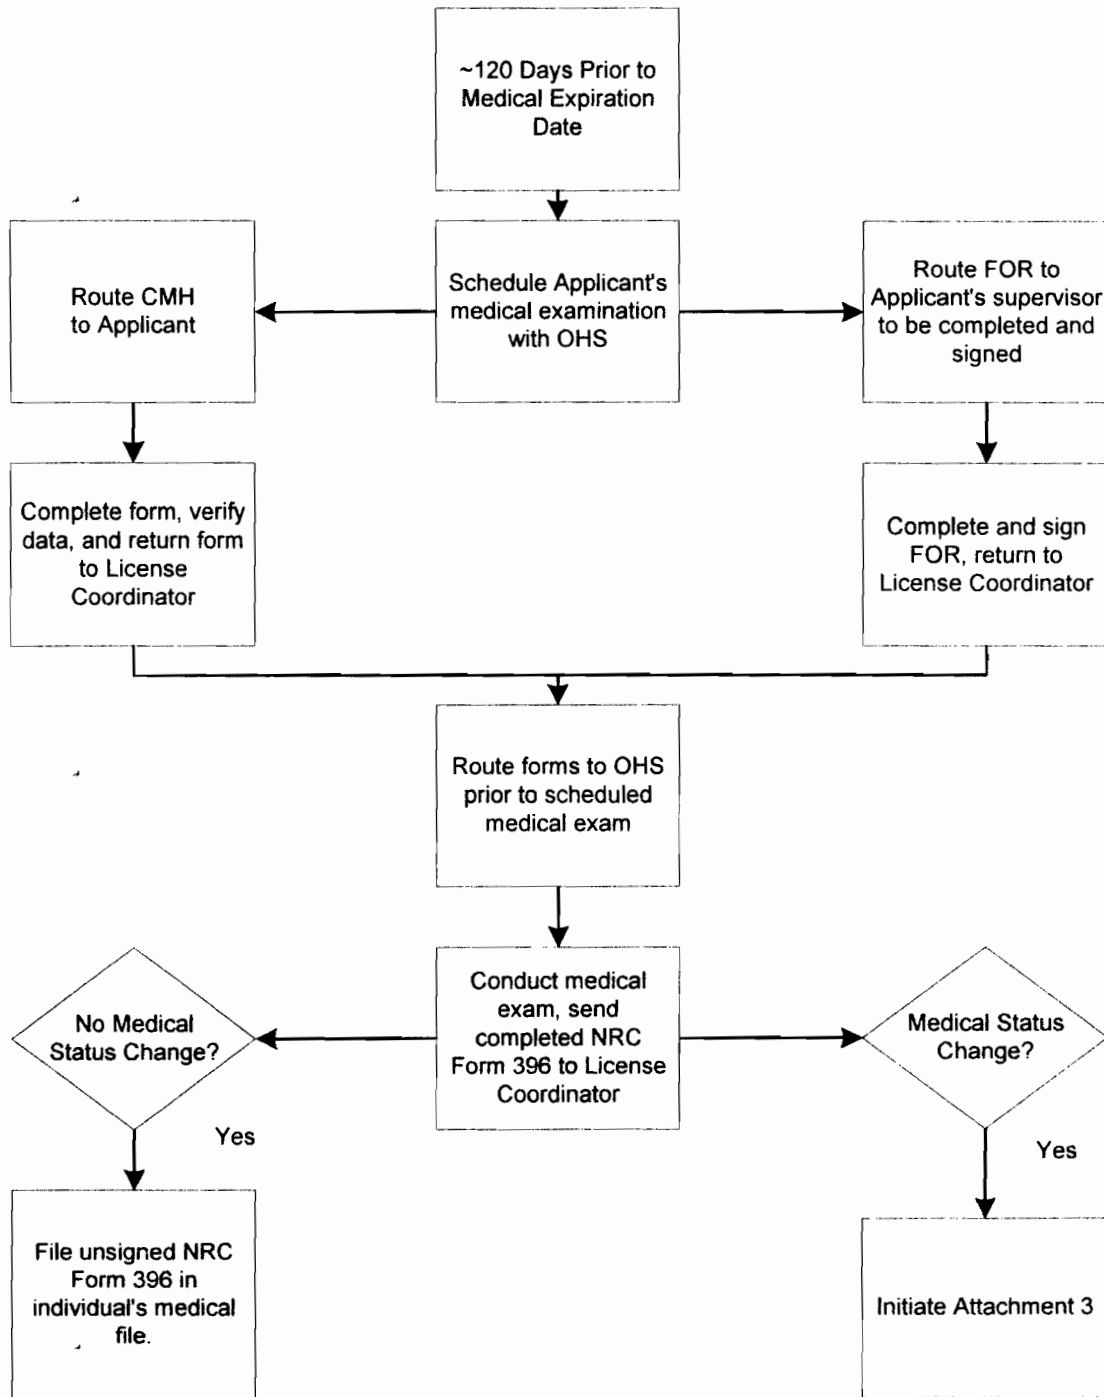 ~120 Days Prior to
Medical Expiration
Date
Route CMH
to Applicant
Schedule Applicant's
medical examination
with OHS
Route FOR to
Applicant's supervisor
to be completed and
signed
Complete form, verify
data, and return form
to License
Coordinator
Complete and sign
FOR, return to
License Coordinator
Route forms to OHS
prior to scheduled
medical exam
No Medical
Status Change?
Conduct medical
exam, send
completed NRC
Form 396 to License
Coordinator
Medical Status
Change?
Yes
Yes
File unsigned NRC
Form 396 in
individual's medical
file.
Initiate Attachment 3